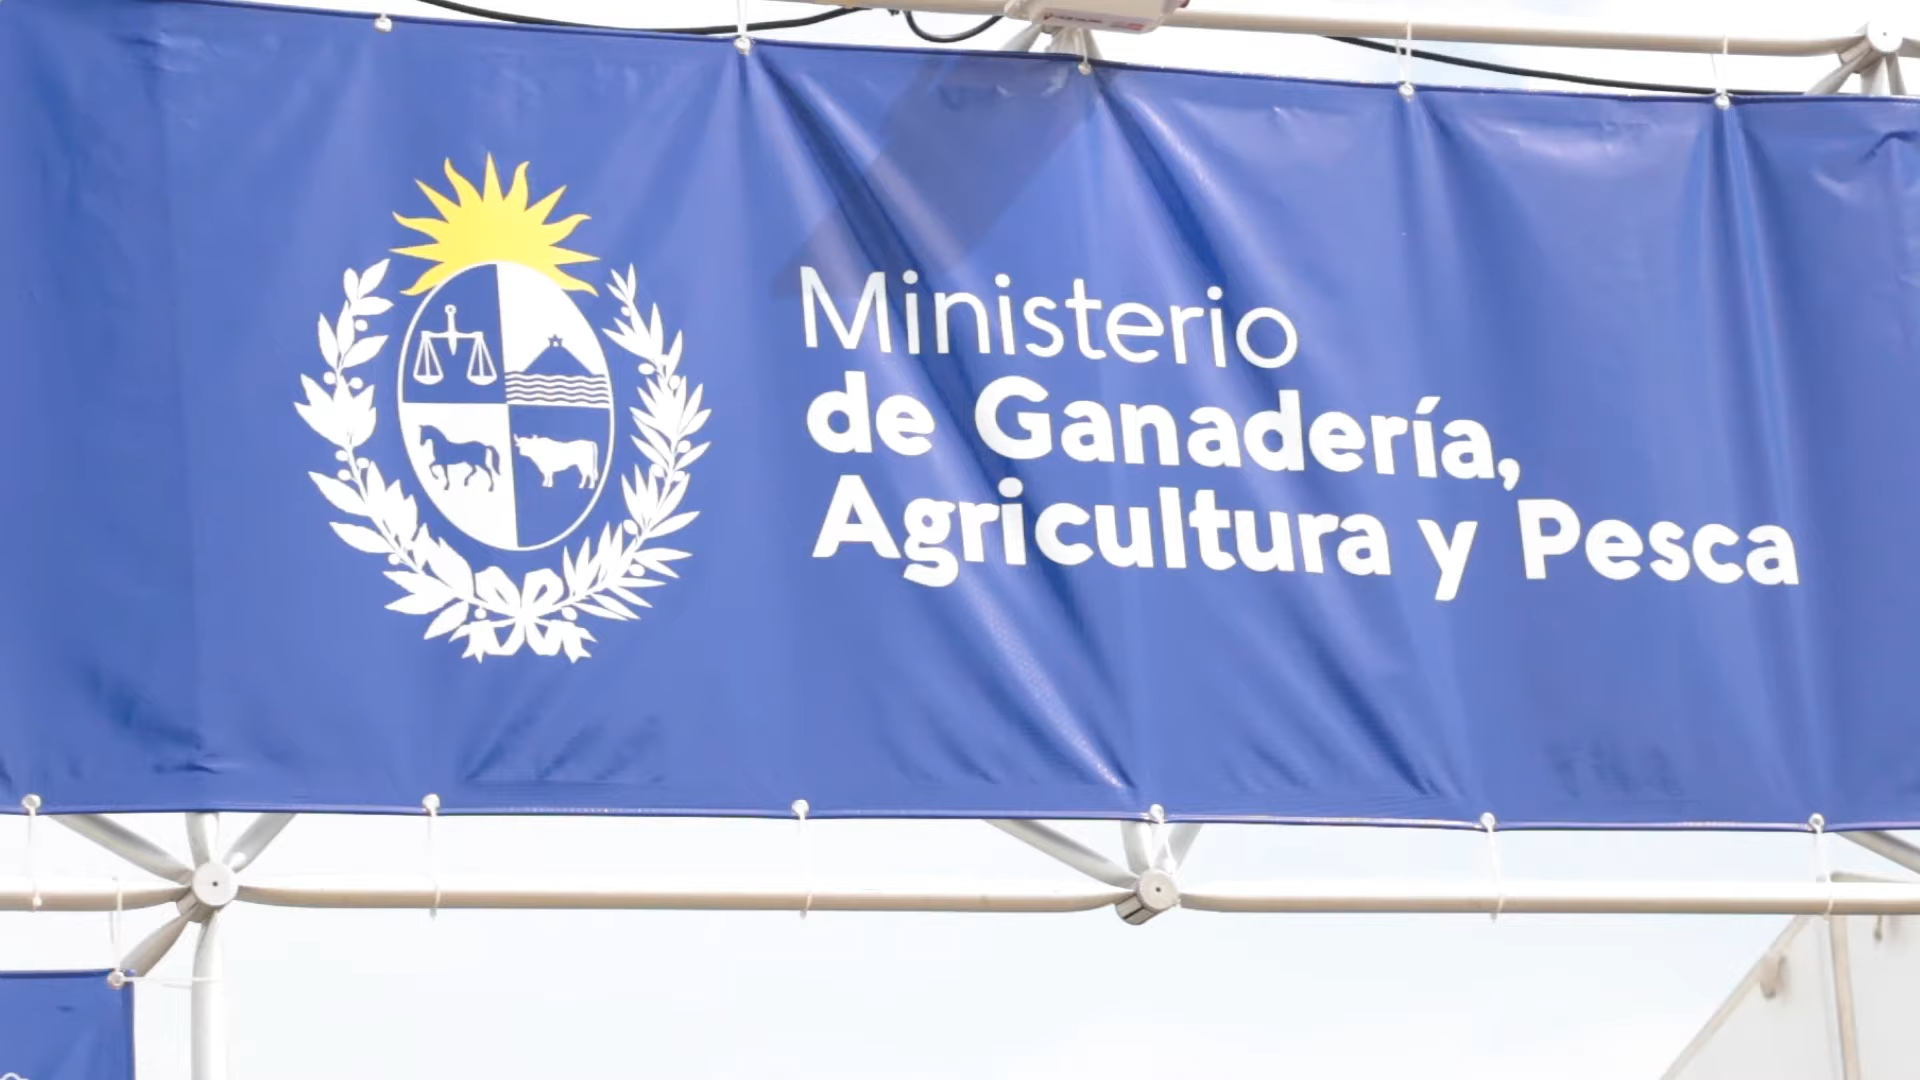 Ministerio
de Ganadería,
Agricultura y Pesca